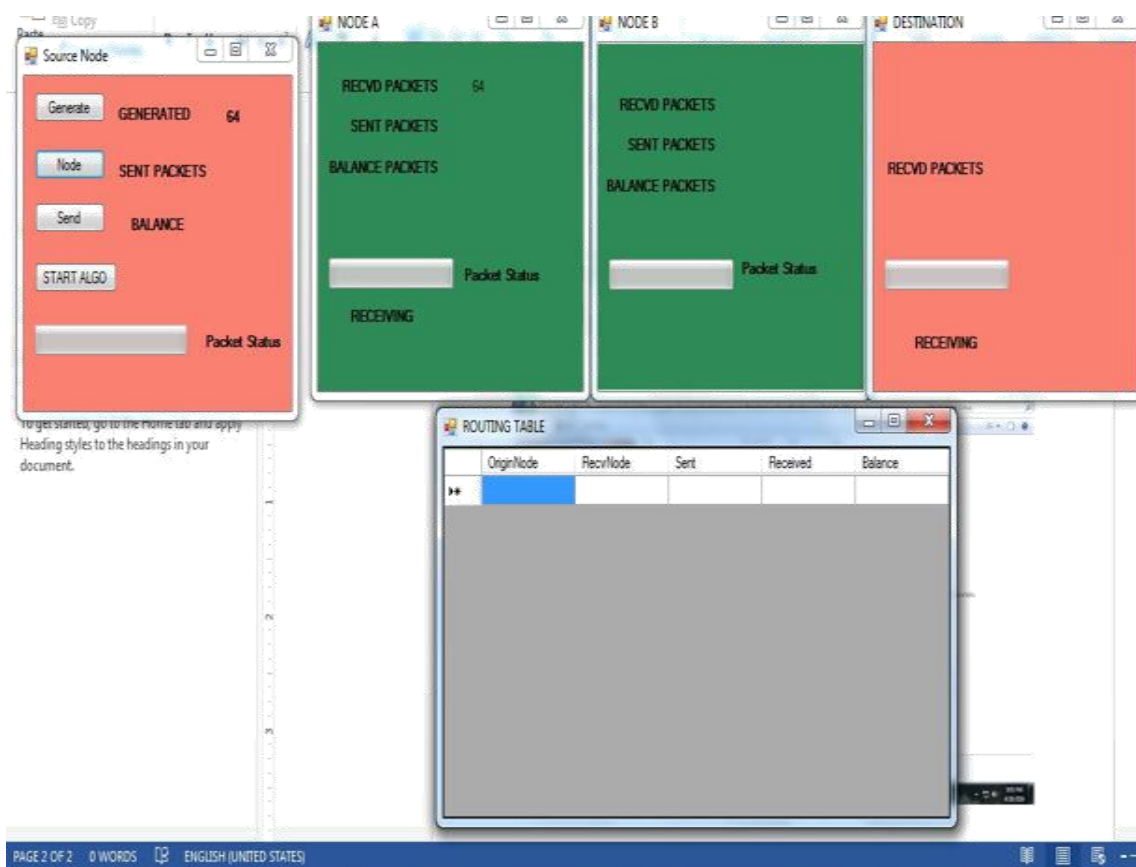 Copy
Paste
Source Node
Generate GENERATED 64
Node SENT PACKETS
Send BALANCE
START ALGO
Packet Status
NODE A
RECVD PACKETS 64
SENT PACKETS
BALANCE PACKETS
Packet Status
RECEIVING
NODE B
RECVD PACKETS
SENT PACKETS
BALANCE PACKETS
Packet Status
DESTINATION
RECVD PACKETS
RECEIVING
To get started, go to the Home tab and apply
Heading styles to the headings in your
document.
ROUTING TABLE
OriginNode RecvNode Sent Received Balance
1
2
3
PAGE 2 OF 2 0 WORDS ENGLISH (UNITED STATES)